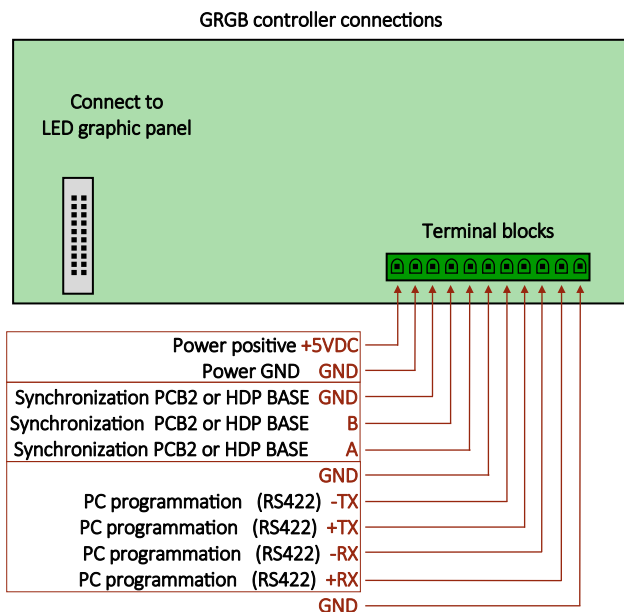 GRGB controller connections
Connect to
LED graphic panel
Terminal blocks
Power positive +5VDC
Power GND GND
Synchronization PCB2 or HDP BASE GND
Synchronization PCB2 or HDP BASE B
Synchronization PCB2 or HDP BASE A
GND
PC programmation (RS422) -TX
PC programmation (RS422) +TX
PC programmation (RS422) -RX
PC programmation (RS422) +RX
GND